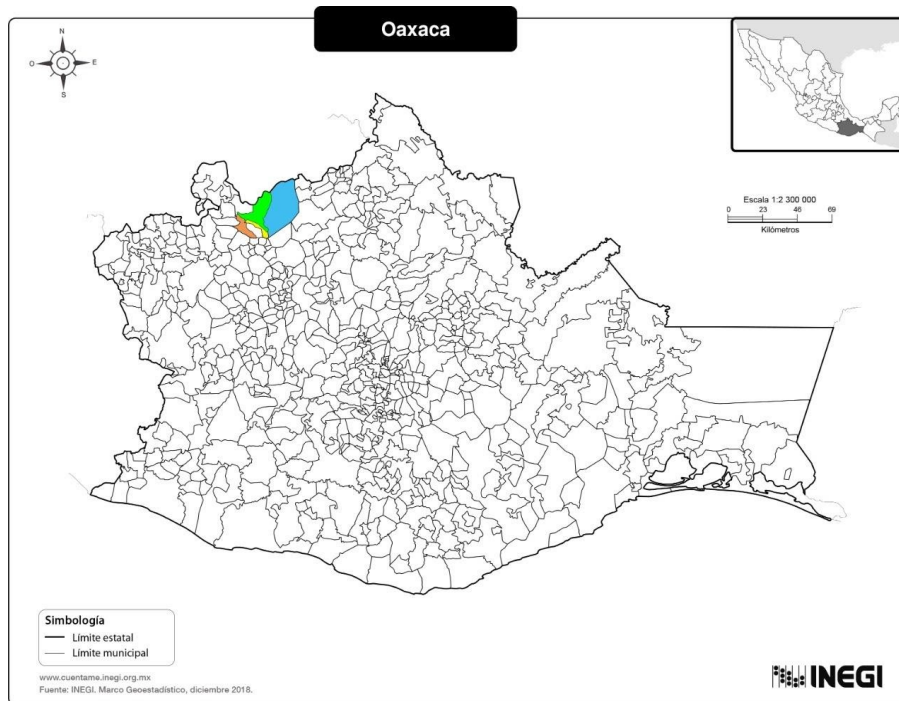 Oaxaca
N
O
E
S
Escala 1:2 300 000
0 23 46 69
Kilómetros
Simbología
Límite estatal
Límite municipal
www.cuentame.inegi.org.mx
Fuente: INEGI. Marco Geoestadístico, diciembre 2018.
INEGI